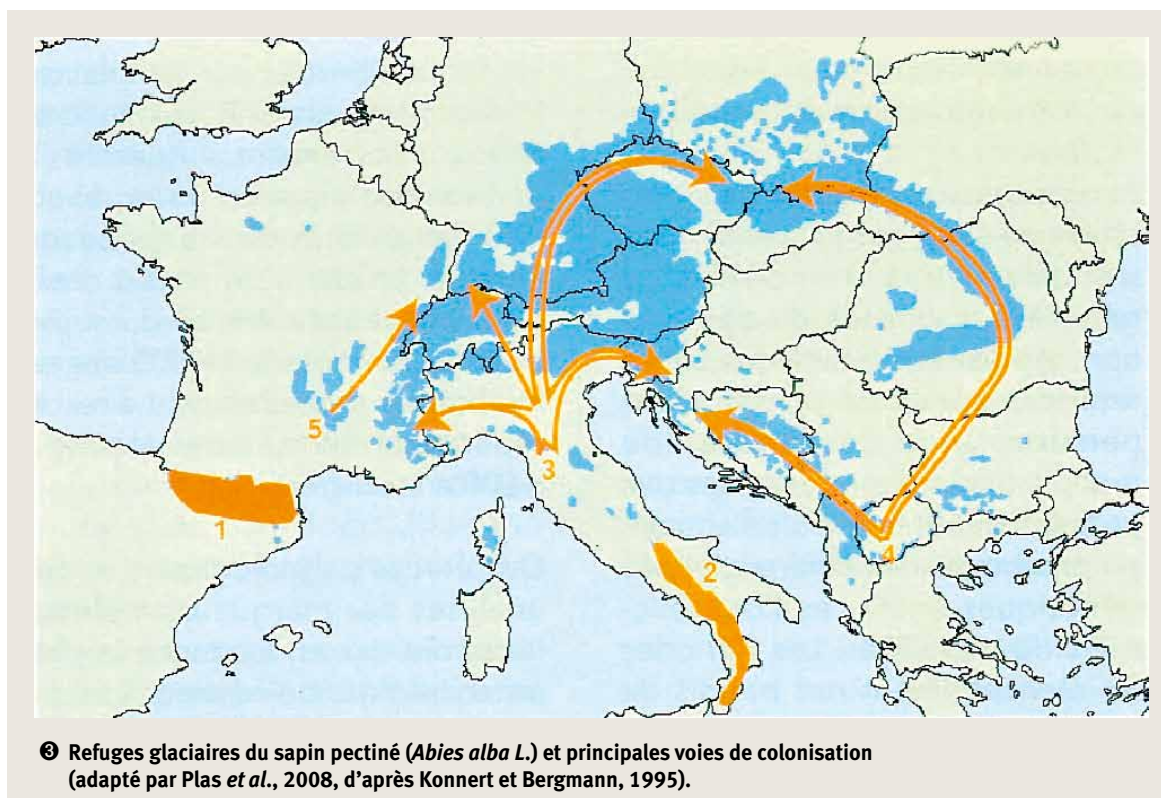 5
3
1
4
2
❸ Refuges glaciaires du sapin pectiné (Abies alba L.) et principales voies de colonisation
(adapté par Plas et al., 2008, d'après Konnert et Bergmann, 1995).